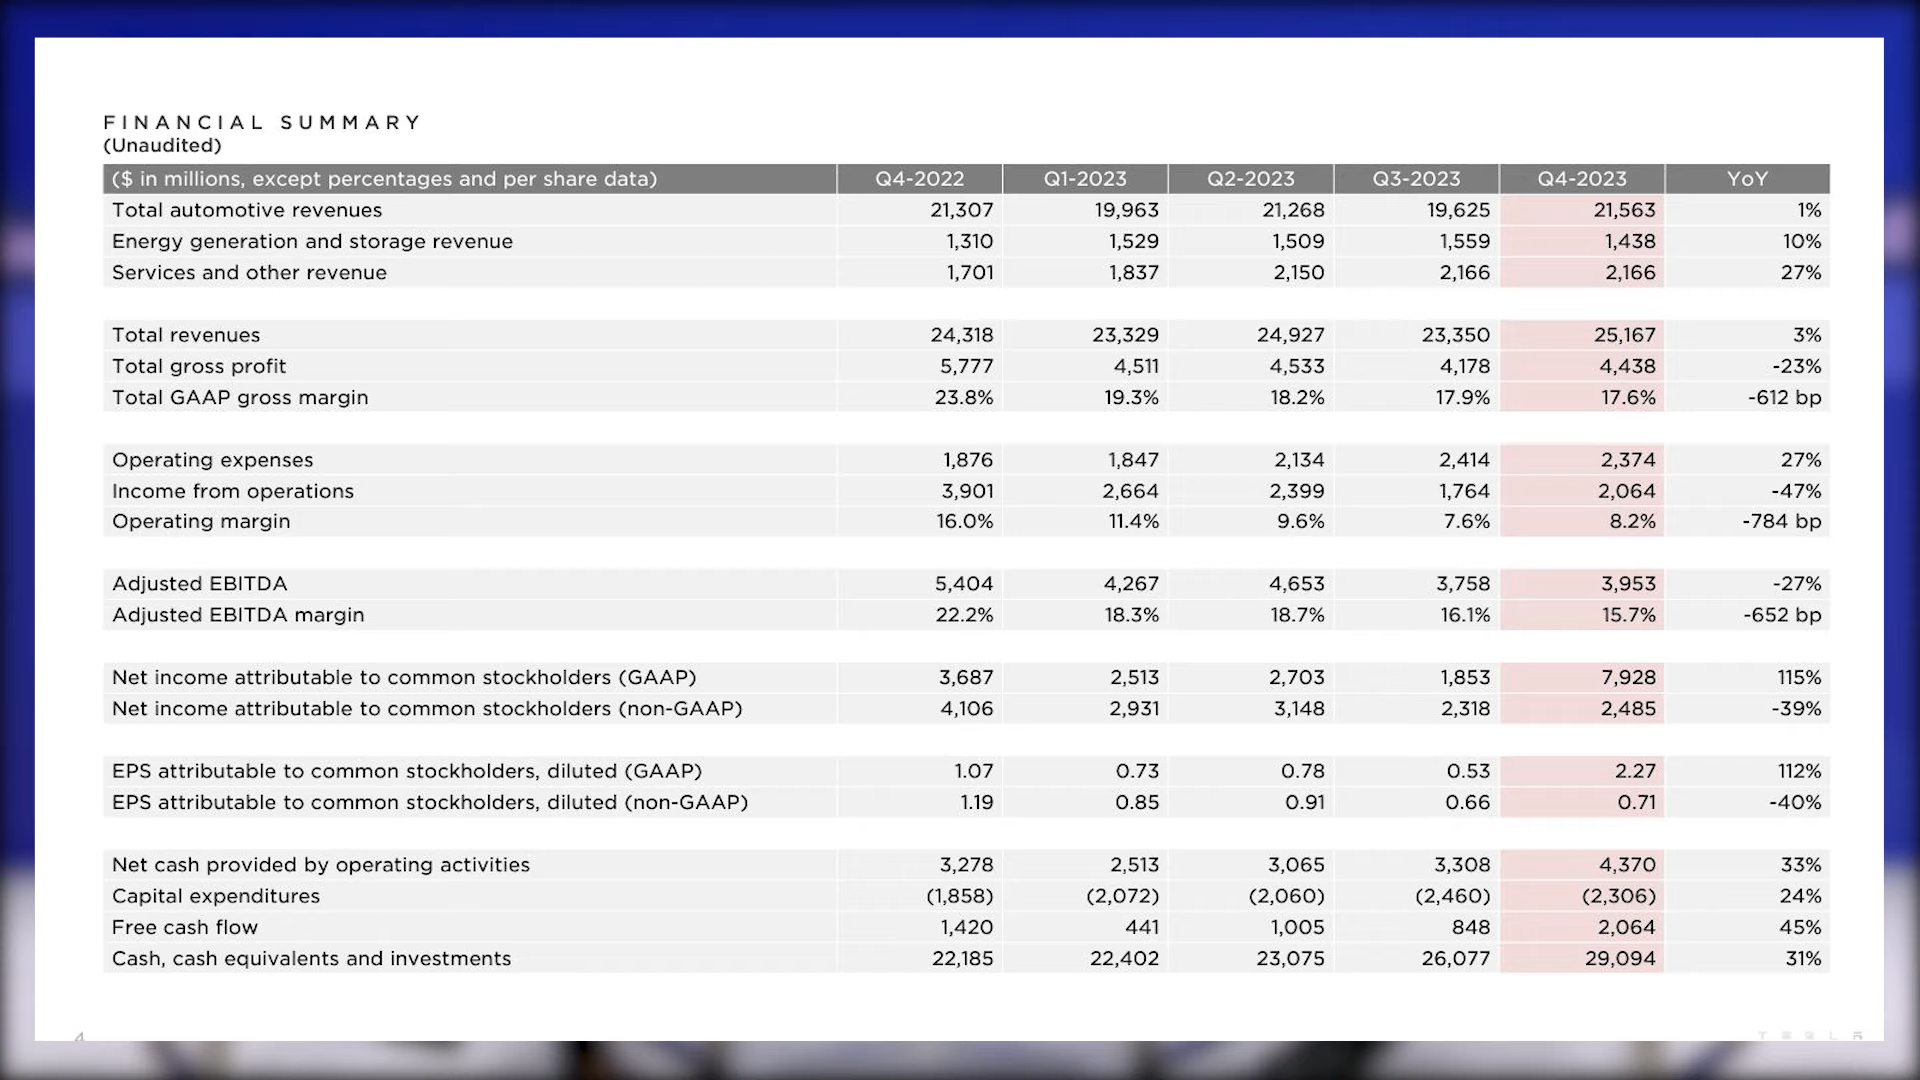 FINANCIAL SUMMARY
(Unaudited)
($ in millions, except percentages and per share data) Q4-2022 Q1-2023 Q2-2023 Q3-2023 Q4-2023 YoY
Total automotive revenues 21,307 19,963 21,268 19,625 21,563 1%
Energy generation and storage revenue 1,310 1,529 1,509 1,559 1,438 10%
Services and other revenue 1,701 1,837 2,150 2,166 2,166 27%
Total revenues 24,318 23,329 24,927 23,350 25,167 3%
Total gross profit 5,777 4,511 4,533 4,178 4,438 -23%
Total GAAP gross margin 23.8% 19.3% 18.2% 17.9% 17.6% -612 bp
Operating expenses 1,876 1,847 2,134 2,414 2,374 27%
Income from operations 3,901 2,664 2,399 1,764 2,064 -47%
Operating margin 16.0% 11.4% 9.6% 7.6% 8.2% -784 bp
Adjusted EBITDA 5,404 4,267 4,653 3,758 3,953 -27%
Adjusted EBITDA margin 22.2% 18.3% 18.7% 16.1% 15.7% -652 bp
Net income attributable to common stockholders (GAAP) 3,687 2,513 2,703 1,853 7,928 115%
Net income attributable to common stockholders (non-GAAP) 4,106 2,931 3,148 2,318 2,485 -39%
EPS attributable to common stockholders, diluted (GAAP) 1.07 0.73 0.78 0.53 2.27 112%
EPS attributable to common stockholders, diluted (non-GAAP) 1.19 0.85 0.91 0.66 0.71 -40%
Net cash provided by operating activities 3,278 2,513 3,065 3,308 4,370 33%
Capital expenditures (1,858) (2,072) (2,060) (2,460) (2,306) 24%
Free cash flow 1,420 441 1,005 848 2,064 45%
Cash, cash equivalents and investments 22,185 22,402 23,075 26,077 29,094 31%